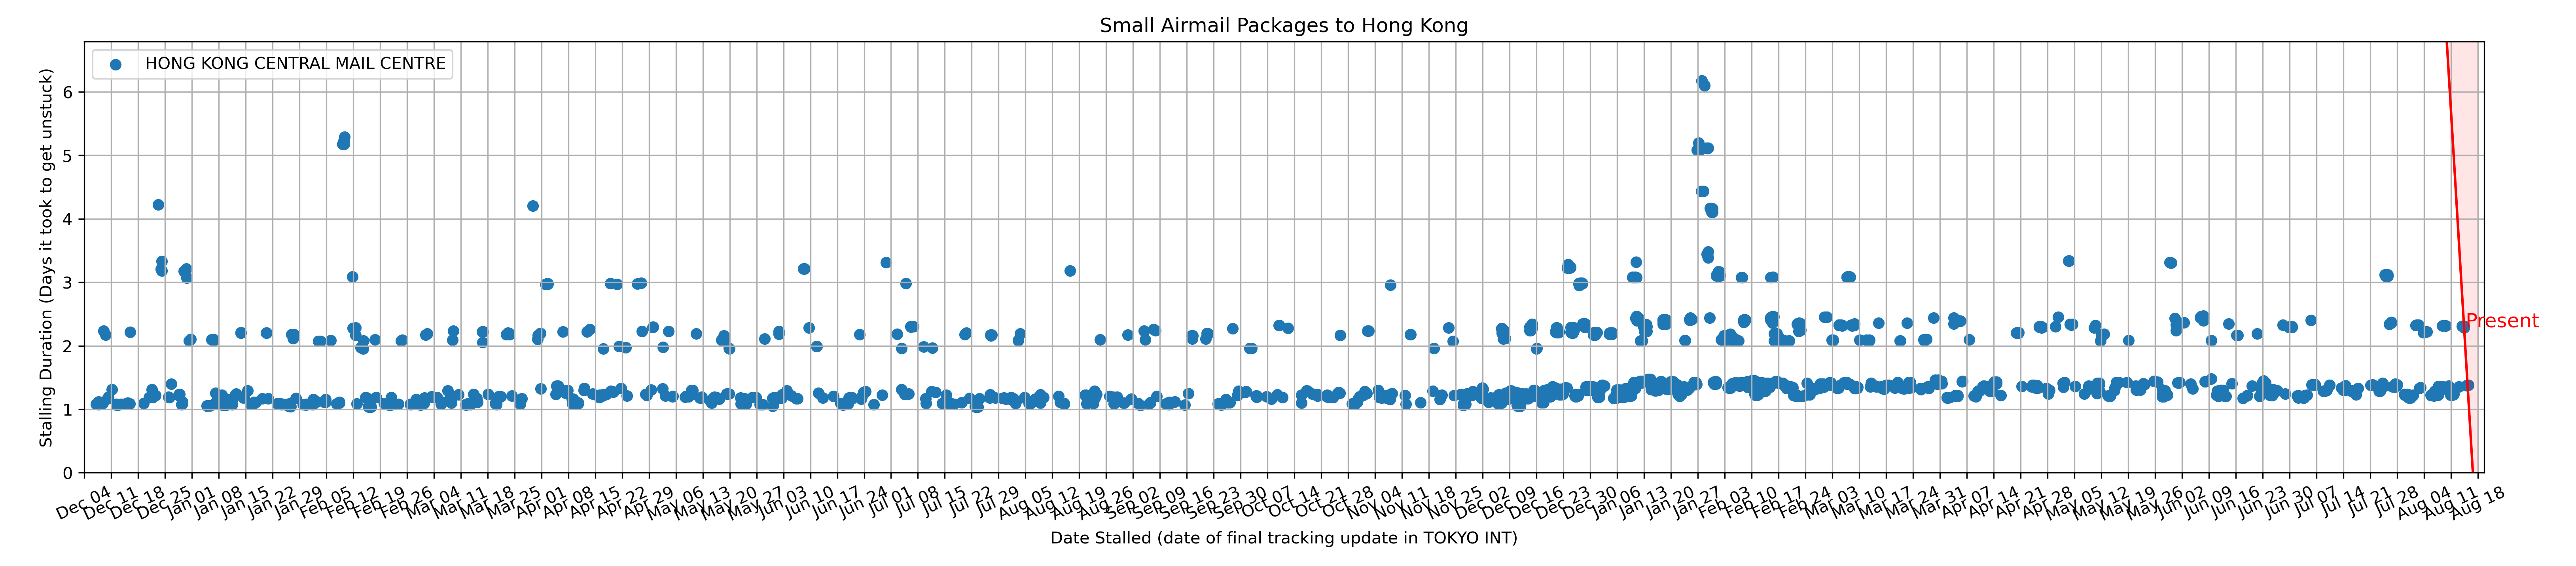 Small Airmail Packages to Hong Kong
HONG KONG CENTRAL MAIL CENTRE
Stalling Duration (Days it took to get unstuck)
6
5
4
3
2
1
0
Present
Dec 04
Dec 11
Dec 18
Dec 25
Jan 01
Jan 08
Jan 15
Jan 22
Jan 29
Feb 05
Feb 12
Feb 19
Feb 26
Mar 04
Mar 11
Mar 18
Mar 25
Apr 01
Apr 08
Apr 15
Apr 22
Apr 29
May 06
May 13
May 20
May 27
Jun 03
Jun 10
Jun 17
Jun 24
Jul 01
Jul 08
Jul 15
Jul 22
Jul 29
Aug 05
Aug 12
Aug 19
Aug 26
Sep 02
Sep 09
Sep 16
Sep 23
Sep 30
Oct 07
Oct 14
Oct 21
Oct 28
Nov 04
Nov 11
Nov 18
Nov 25
Dec 02
Dec 09
Dec 16
Dec 23
Dec 30
Jan 06
Jan 13
Jan 20
Jan 27
Feb 03
Feb 10
Feb 17
Feb 24
Mar 03
Mar 10
Mar 17
Mar 24
Mar 31
Apr 07
Apr 14
Apr 21
Apr 28
May 05
May 12
May 19
May 26
Jun 02
Jun 09
Jun 16
Jun 23
Jun 30
Jul 07
Jul 14
Jul 21
Jul 28
Aug 04
Aug 11
Aug 18
Date Stalled (date of final tracking update in TOKYO INT)